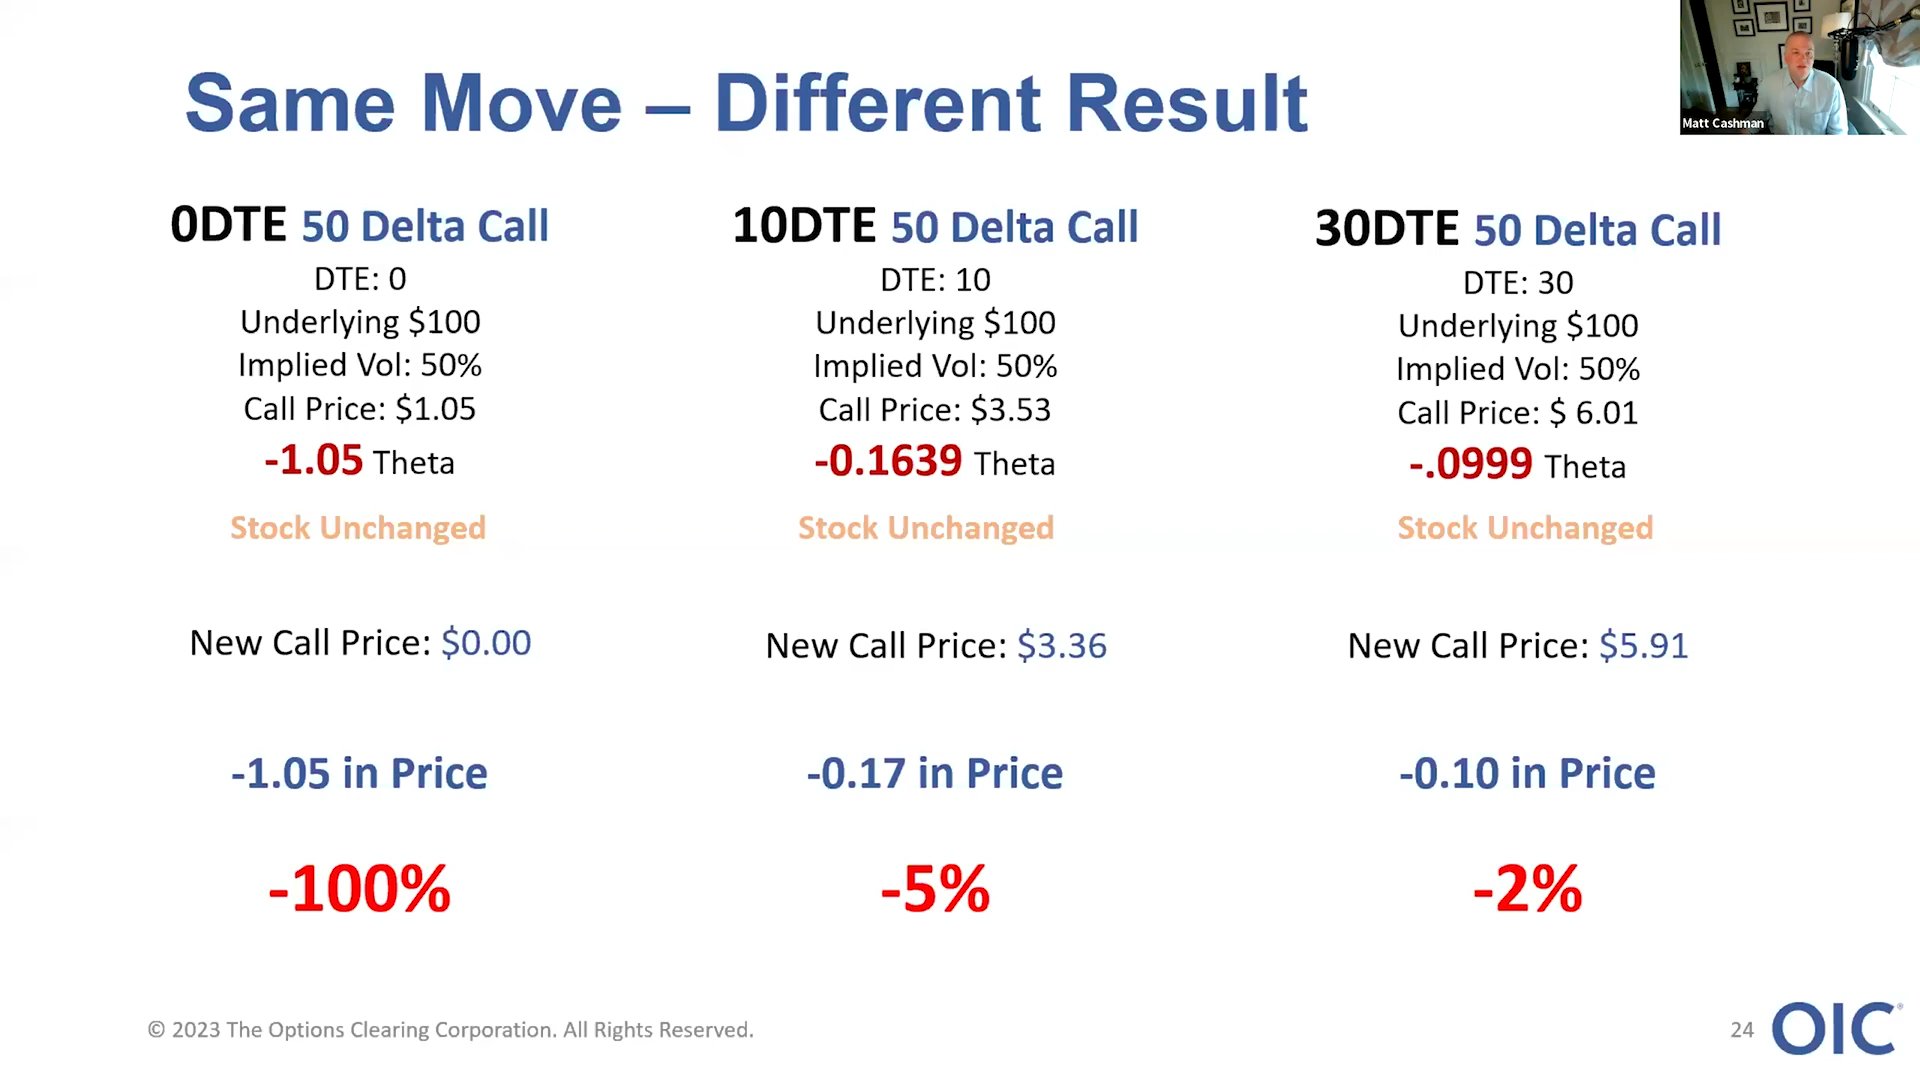 Same Move – Different Result
Matt Cashman
0DTE 50 Delta Call
DTE: 0
Underlying $100
Implied Vol: 50%
Call Price: $1.05
-1.05 Theta
Stock Unchanged
New Call Price: $0.00
-1.05 in Price
-100%
10DTE 50 Delta Call
DTE: 10
Underlying $100
Implied Vol: 50%
Call Price: $3.53
-0.1639 Theta
Stock Unchanged
New Call Price: $3.36
-0.17 in Price
-5%
30DTE 50 Delta Call
DTE: 30
Underlying $100
Implied Vol: 50%
Call Price: $ 6.01
-.0999 Theta
Stock Unchanged
New Call Price: $5.91
-0.10 in Price
-2%
© 2023 The Options Clearing Corporation. All Rights Reserved.
24
OIC®